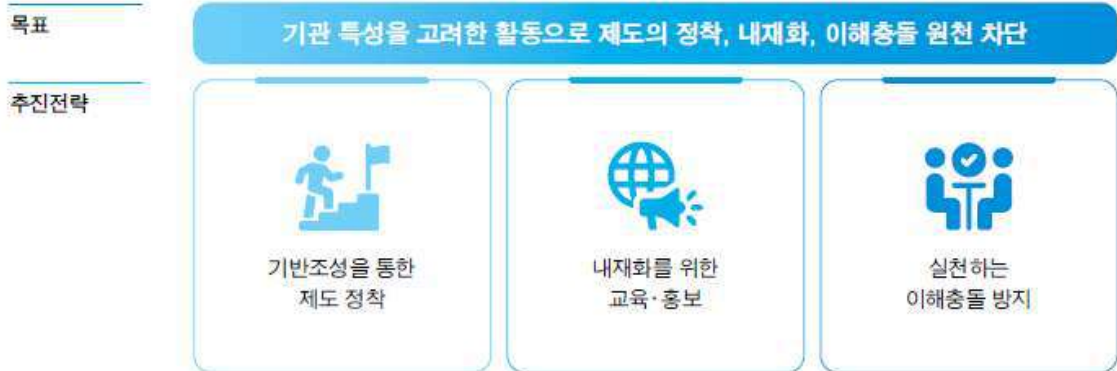 목표
기관 특성을 고려한 활동으로 제도의 정착, 내재화, 이해충돌 원천 차단
추진전략
기반조성을 통한
제도 정착
내재화를 위한
교육·홍보
실천하는
이해충돌 방지